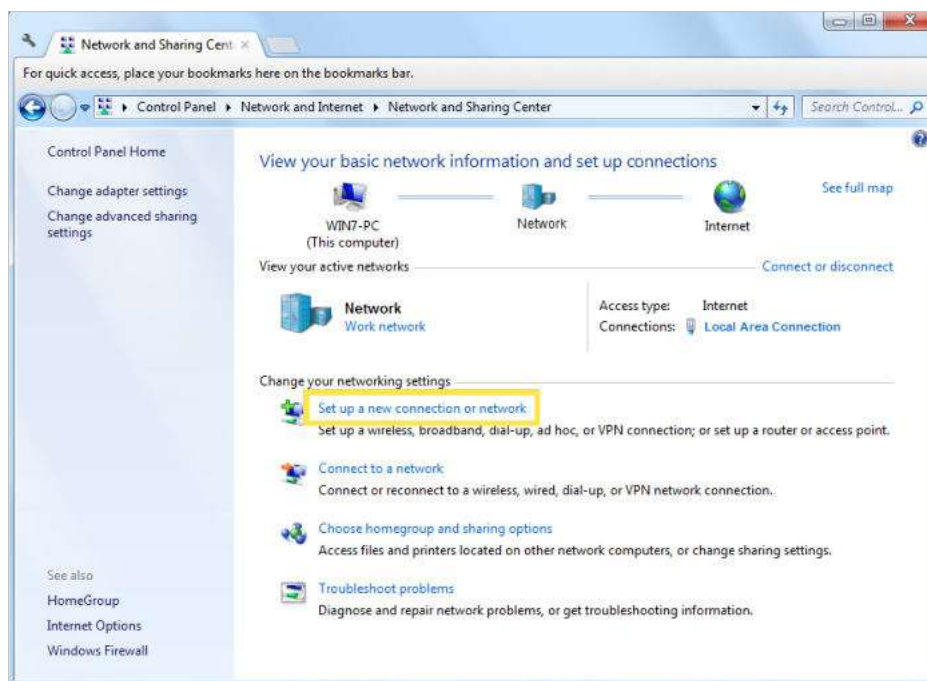 Network and Sharing Cent
For quick access, place your bookmarks here on the bookmarks bar.
Control Panel Network and Internet Network and Sharing Center
Search Control...
Control Panel Home
Change adapter settings
Change advanced sharing
settings
View your basic network information and set up connections
See full map
WIN7-PC
(This computer)
Network
Internet
View your active networks
Connect or disconnect
Network
Work network
Access type: Internet
Connections: Local Area Connection
Change your networking settings
Set up a new connection or network
Set up a wireless, broadband, dial-up, ad hoc, or VPN connection; or set up a router or access point.
Connect to a network
Connect or reconnect to a wireless, wired, dial-up, or VPN network connection.
Choose homegroup and sharing options
Access files and printers located on other network computers, or change sharing settings.
Troubleshoot problems
Diagnose and repair network problems, or get troubleshooting information.
See also
HomeGroup
Internet Options
Windows Firewall